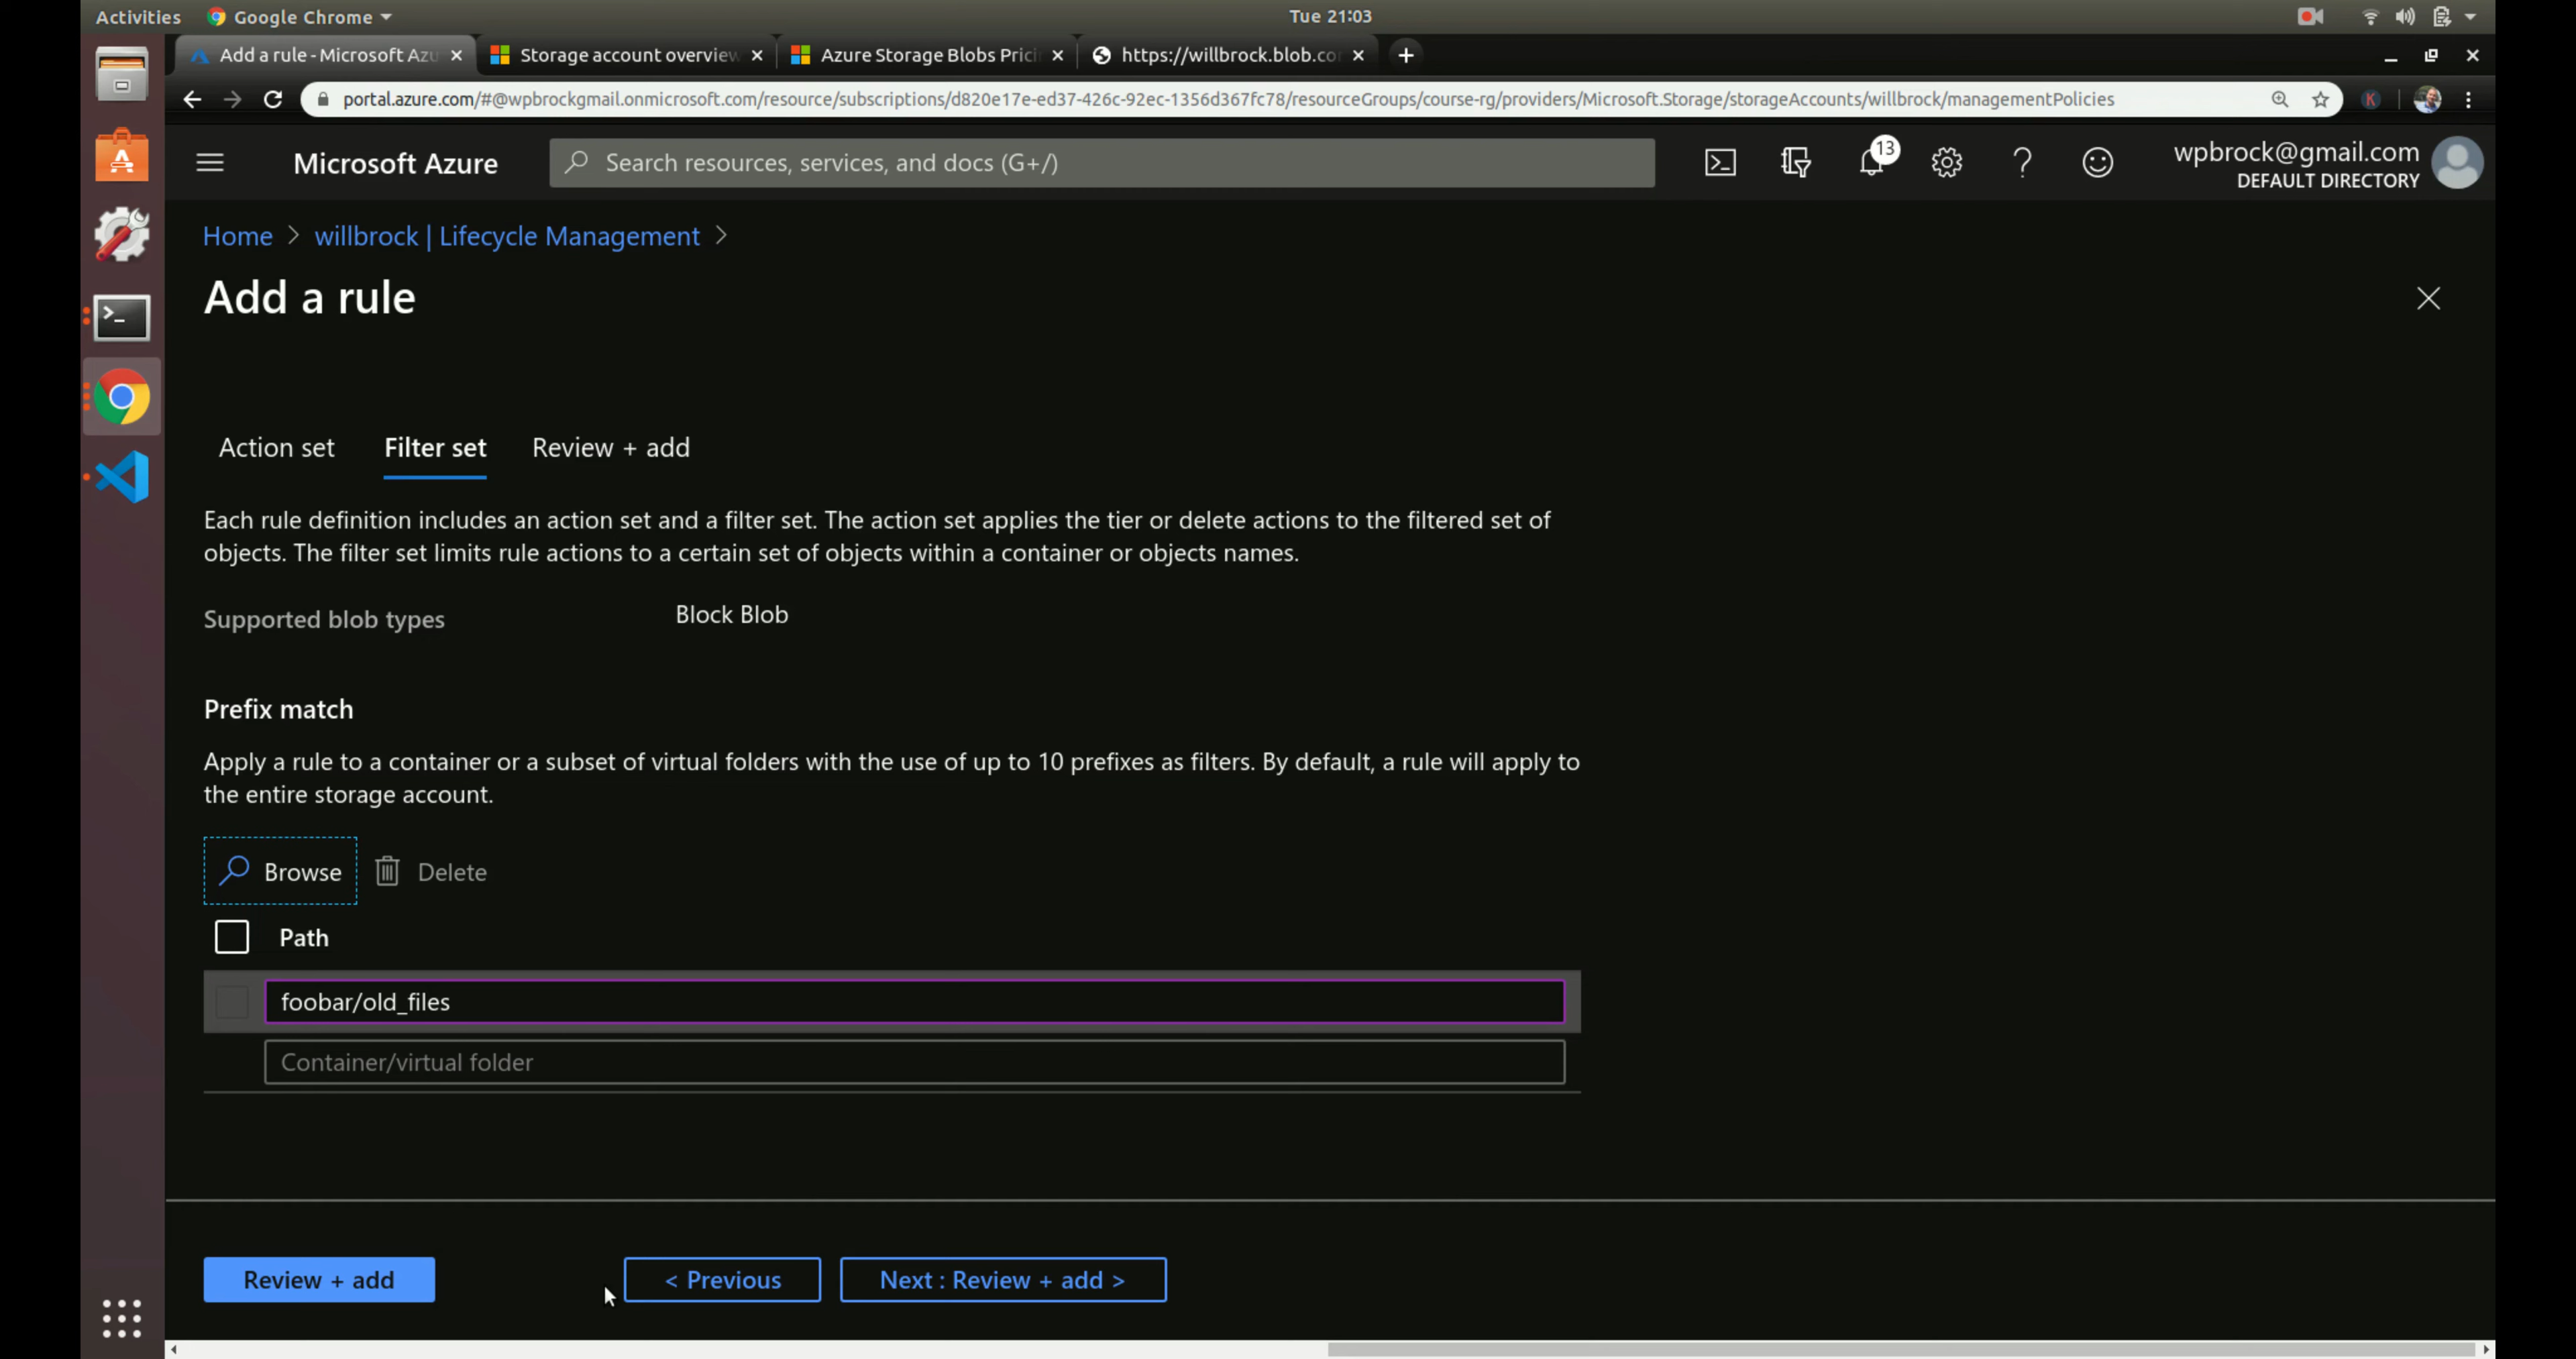 Activities Google Chrome Tue 21:03
Add a rule - Microsoft Azu Storage account overview Azure Storage Blobs Prici https://willbrock.blob.co
portal.azure.com/#@wpbrockgmail.onmicrosoft.com/resource/subscriptions/d820e17e-ed37-426c-92ec-1356d367fc78/resourceGroups/course-rg/providers/Microsoft.Storage/storageAccounts/willbrock/managementPolicies K
Microsoft Azure Search resources, services, and docs (G+/) 13 wpbrock@gmail.com
DEFAULT DIRECTORY
Home > willbrock | Lifecycle Management >
Add a rule
Action set Filter set Review + add
Each rule definition includes an action set and a filter set. The action set applies the tier or delete actions to the filtered set of
objects. The filter set limits rule actions to a certain set of objects within a container or objects names.
Supported blob types Block Blob
Prefix match
Apply a rule to a container or a subset of virtual folders with the use of up to 10 prefixes as filters. By default, a rule will apply to
the entire storage account.
Browse Delete
Path
foobar/old_files
Container/virtual folder
Review + add < Previous Next : Review + add >